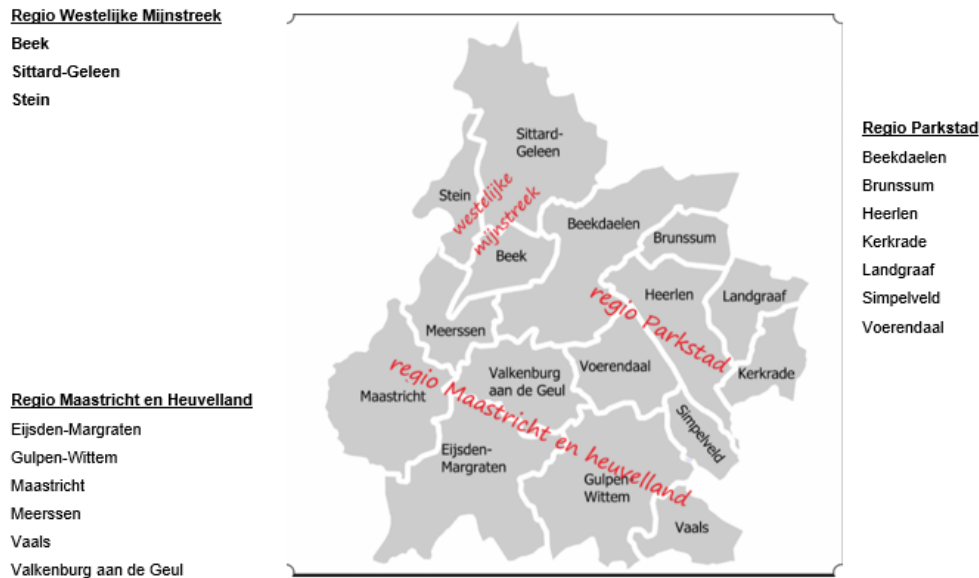 Regio Westelijke Mijnstreek
Beek
Sittard-Geleen
Stein
Regio Maastricht en Heuvelland
Eijsden-Margraten
Gulpen-Wittem
Maastricht
Meerssen
Vaals
Valkenburg aan de Geul
Sittard-
Geleen
Stein
westelijke
mijnstreek
Beek
Beekdaelen
Brunssum
Heerlen
Landgraaf
regio Parkstad
Kerkrade
Meerssen
Maastricht
Valkenburg
aan de Geul
Voerendaal
regio Maastricht en heuvelland
Simpelveld
Eijsden-
Margraten
Gulpen-
Wittem
Vaals
Regio Parkstad
Beekdaelen
Brunssum
Heerlen
Kerkrade
Landgraaf
Simpelveld
Voerendaal